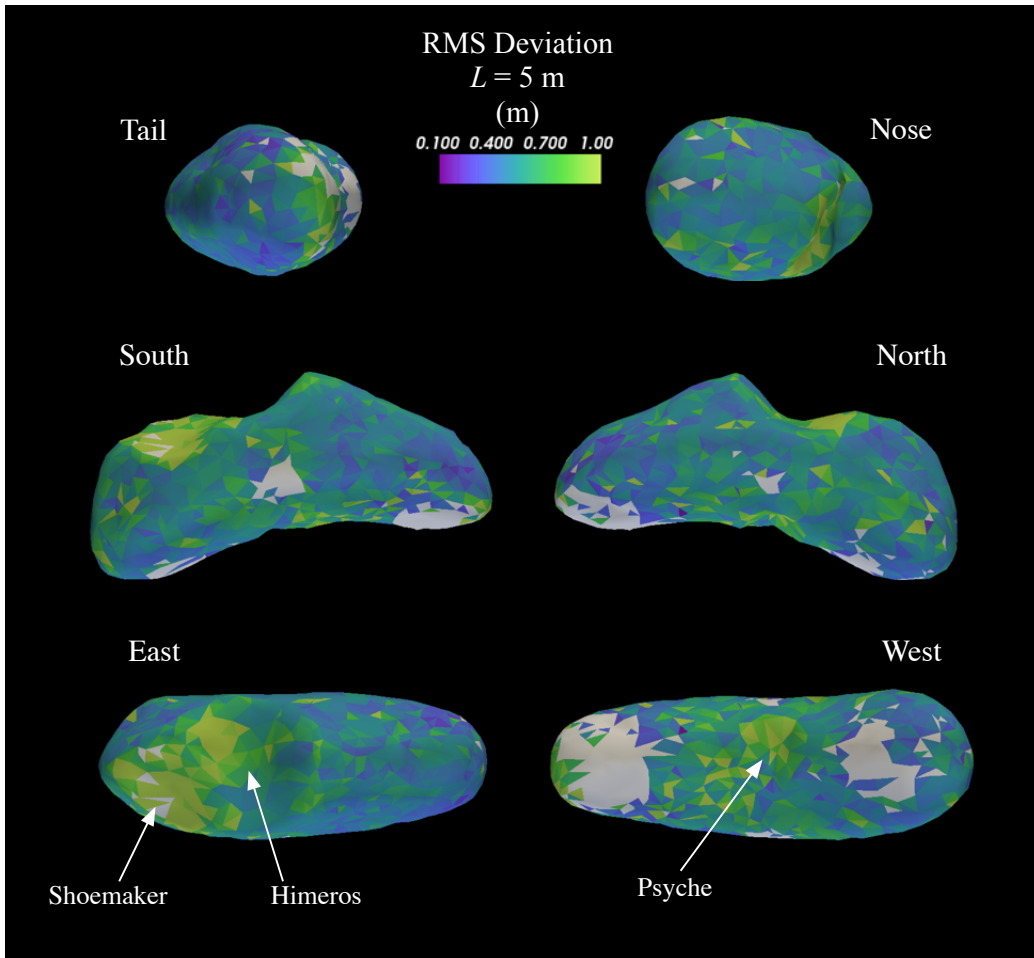 RMS Deviation
L = 5 m
(m)
0.100 0.400 0.700 1.00
Tail
Nose
South
North
East
West
Shoemaker
Himeros
Psyche